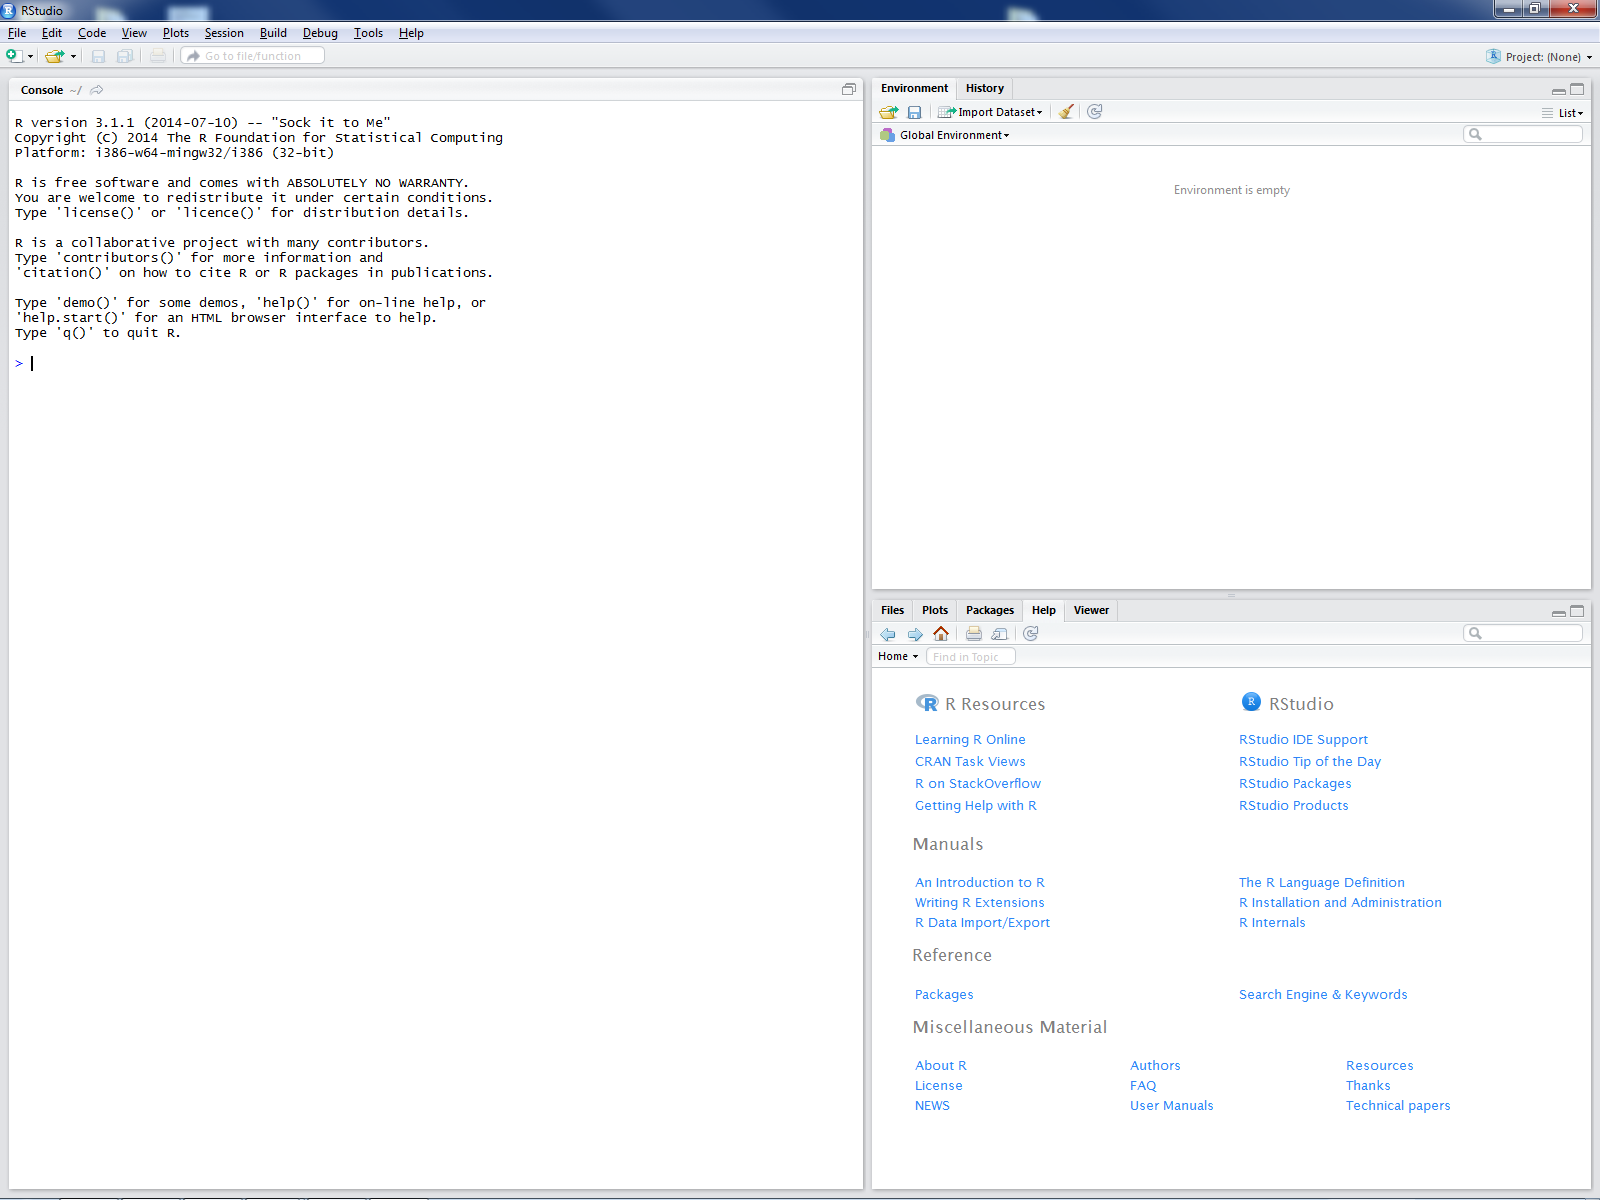 RStudio
File Edit Code View Plots Session Build Debug Tools Help
Go to file/function
Project: (None)
Console ~/
R version 3.1.1 (2014-07-10) -- "Sock it to Me"
Copyright (C) 2014 The R Foundation for Statistical Computing
Platform: i386-w64-mingw32/i386 (32-bit)
R is free software and comes with ABSOLUTELY NO WARRANTY.
You are welcome to redistribute it under certain conditions.
Type 'license()' or 'licence()' for distribution details.
R is a collaborative project with many contributors.
Type 'contributors()' for more information and
'citation()' on how to cite R or R packages in publications.
Type 'demo()' for some demos, 'help()' for on-line help, or
'help.start()' for an HTML browser interface to help.
Type 'q()' to quit R.
>
Environment History
Import Dataset List
Global Environment
Environment is empty
Files Plots Packages Help Viewer
Home Find in Topic
R Resources
Learning R Online
CRAN Task Views
R on StackOverflow
Getting Help with R
RStudio
RStudio IDE Support
RStudio Tip of the Day
RStudio Packages
RStudio Products
Manuals
An Introduction to R The R Language Definition
Writing R Extensions R Installation and Administration
R Data Import/Export R Internals
Reference
Packages Search Engine & Keywords
Miscellaneous Material
About R Authors Resources
License FAQ Thanks
NEWS User Manuals Technical papers